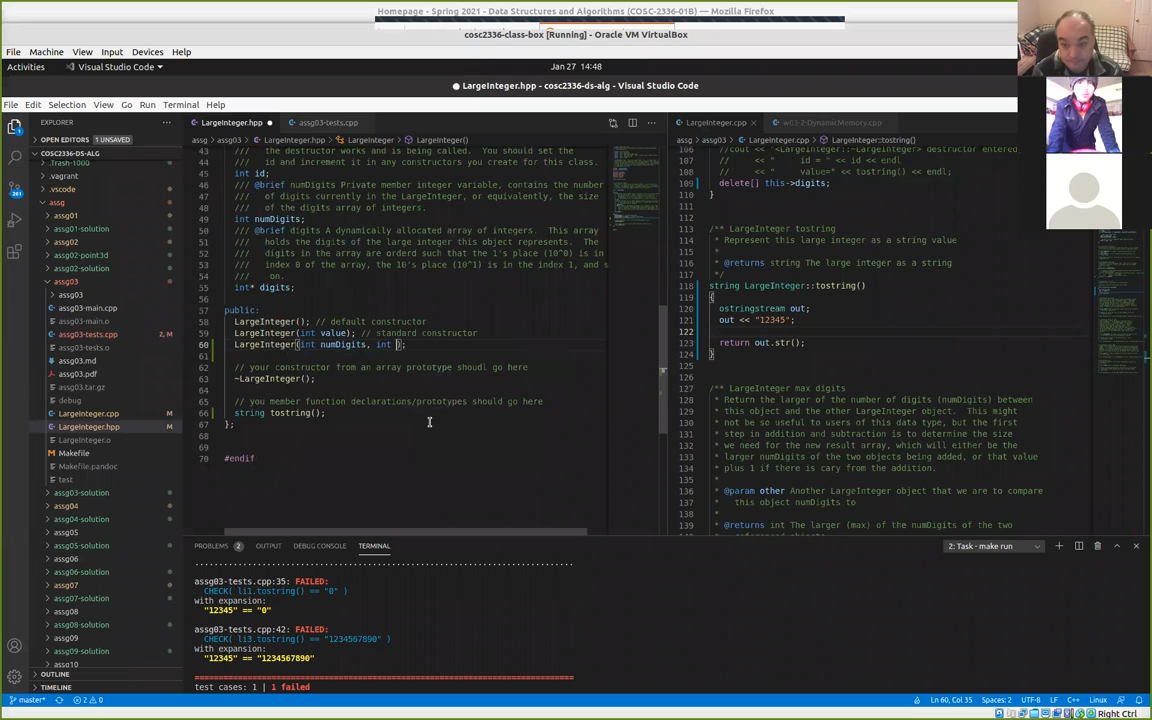 Homepage - Spring 2021 - Data Structures and Algorithms (COSC-2336-01B) — Mozilla Firefox
cosc2336-class-box [Running] - Oracle VM VirtualBox
File Machine View Input Devices Help
Activities Visual Studio Code Jan 27 14:48
● LargeInteger.hpp - cosc2336-ds-alg - Visual Studio Code
File Edit Selection View Go Run Terminal Help
EXPLORER
OPEN EDITORS 1 UNSAVED
COSC2336-DS-ALG
.Trash-1000
.vagrant
.vscode
assg
assg01
assg01-solution
assg02
assg02-point3d
assg02-solution
assg03
assg03
assg03-main.cpp
assg03-main.o
assg03-tests.cpp 2, M
assg03-tests.o
assg03.md
assg03.pdf
assg03.tar.gz
debug
LargeInteger.cpp M
LargeInteger.hpp M
LargeInteger.o
Makefile
Makefile.pandoc
test
assg03-solution
assg04
assg04-solution
assg05
assg05-solution
assg06
assg06-solution
assg07
assg07-solution
assg08
assg08-solution
assg09
assg09-solution
assg10
OUTLINE
TIMELINE
LargeInteger.hpp ● assg03-tests.cpp
assg > assg03 > LargeInteger.hpp > LargeInteger > LargeInteger()
43 /// the destructor works and is being called. You should set the
44 /// id and increment it in any constructors you create for this class.
45 int id;
46 /// @brief numDigits Private member integer variable, contains the number
47 /// of digits currently in the LargeInteger, or equivalently, the size
48 /// of the digits array of integers.
49 int numDigits;
50 /// @brief digits A dynamically allocated array of integers. This array
51 /// holds the digits of the large integer this object represents. The
52 /// digits in the array are orderd such that the 1's place (10^0) is in
53 /// index 0 of the array, the 10's place (10^1) is in the index 1, and s
54 /// on.
55 int* digits;
56
57 public:
58 LargeInteger(); // default constructor
59 LargeInteger(int value); // standard constructor
60 LargeInteger(int numDigits, int );
61
62 // your constructor from an array prototype shoudl go here
63 ~LargeInteger();
64
65 // you member function declarations/prototypes should go here
66 string tostring();
67 };
68
69
70 #endif
LargeInteger.cpp × w03-2-DynamicMemory.cpp
assg > assg03 > LargeInteger.cpp > LargeInteger::tostring()
106 //cout << "<LargeInteger::~LargeInteger> destructor entered
107 // << " id = " << id << endl
108 // << " value=" << tostring() << endl;
109 delete[] this->digits;
110 }
111
112
113 /** LargeInteger tostring
114 * Represent this large integer as a string value
115 *
116 * @returns string The large integer as a string
117 */
118 string LargeInteger::tostring()
119 {
120 ostringstream out;
121 out << "12345";
122
123 return out.str();
124 }
125
126
127 /** LargeInteger max digits
128 * Return the larger of the number of digits (numDigits) between
129 * this object and the other LargeInteger object. This might
130 * not be so useful to users of this data type, but the first
131 * step in addition and subtraction is to determine the size
132 * we need for the new result array, which will either be the
133 * larger numDigits of the two objects being added, or that value
134 * plus 1 if there is cary from the addition.
135 *
136 * @param other Another LargeInteger object that we are to compare
137 * this object numDigits to
138 *
139 * @returns int The larger (max) of the numDigits of the two
PROBLEMS 2 OUTPUT DEBUG CONSOLE TERMINAL 2: Task - make run
...............................................................................
assg03-tests.cpp:35: FAILED:
CHECK( li1.tostring() == "0" )
with expansion:
"12345" == "0"
assg03-tests.cpp:42: FAILED:
CHECK( li3.tostring() == "1234567890" )
with expansion:
"12345" == "1234567890"
===============================================================================
test cases: 1 | 1 failed
master* 2 0 Ln 60, Col 35 Spaces: 2 UTF-8 LF C++ Linux
Right Ctrl